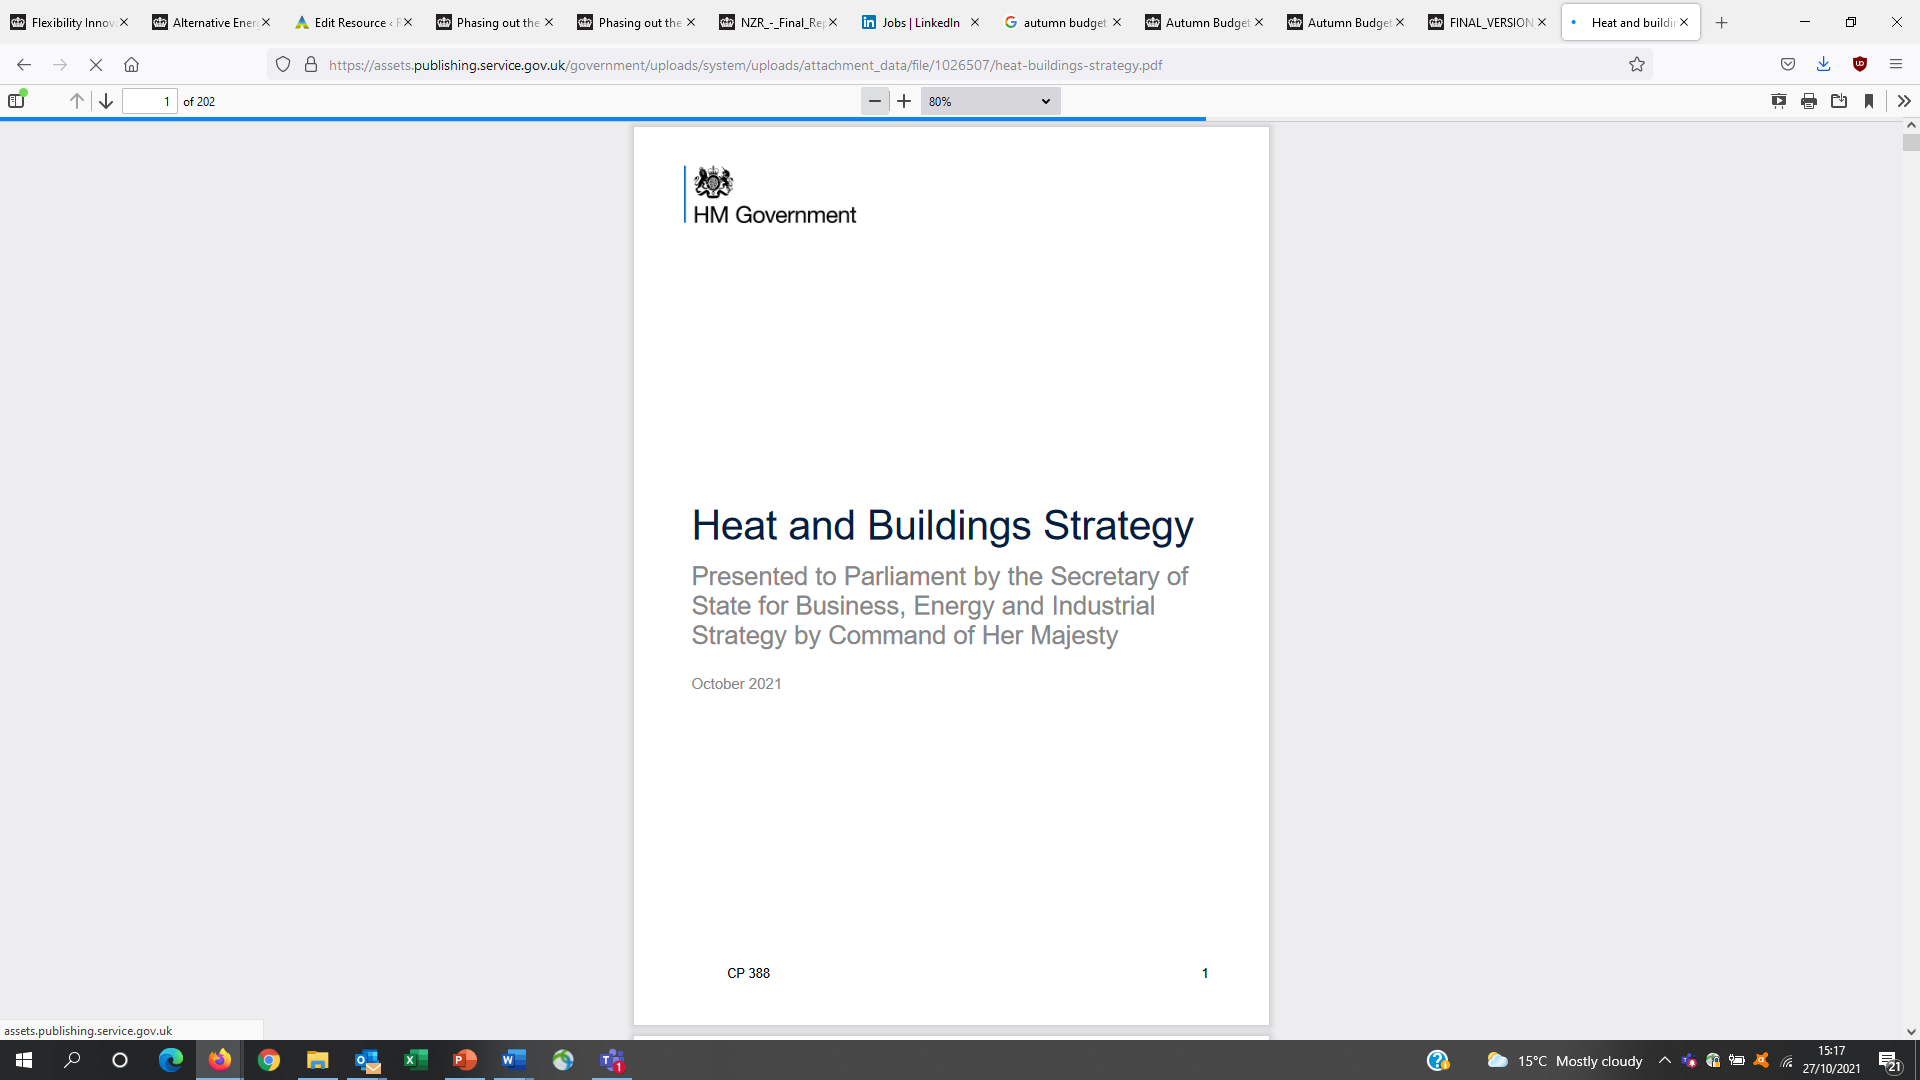 Flexibility Innov
Alternative Energ
Edit Resource ‹ R
Phasing out the
Phasing out the
NZR_-_Final_Rep
Jobs | LinkedIn
autumn budget
Autumn Budget
Autumn Budget
FINAL_VERSION
Heat and buildin
https://assets.publishing.service.gov.uk/government/uploads/system/uploads/attachment_data/file/1026507/heat-buildings-strategy.pdf
1 of 202
80%
HM Government
Heat and Buildings Strategy
Presented to Parliament by the Secretary of
State for Business, Energy and Industrial
Strategy by Command of Her Majesty
October 2021
CP 388 1
assets.publishing.service.gov.uk
15°C Mostly cloudy
15:17
27/10/2021
21
1